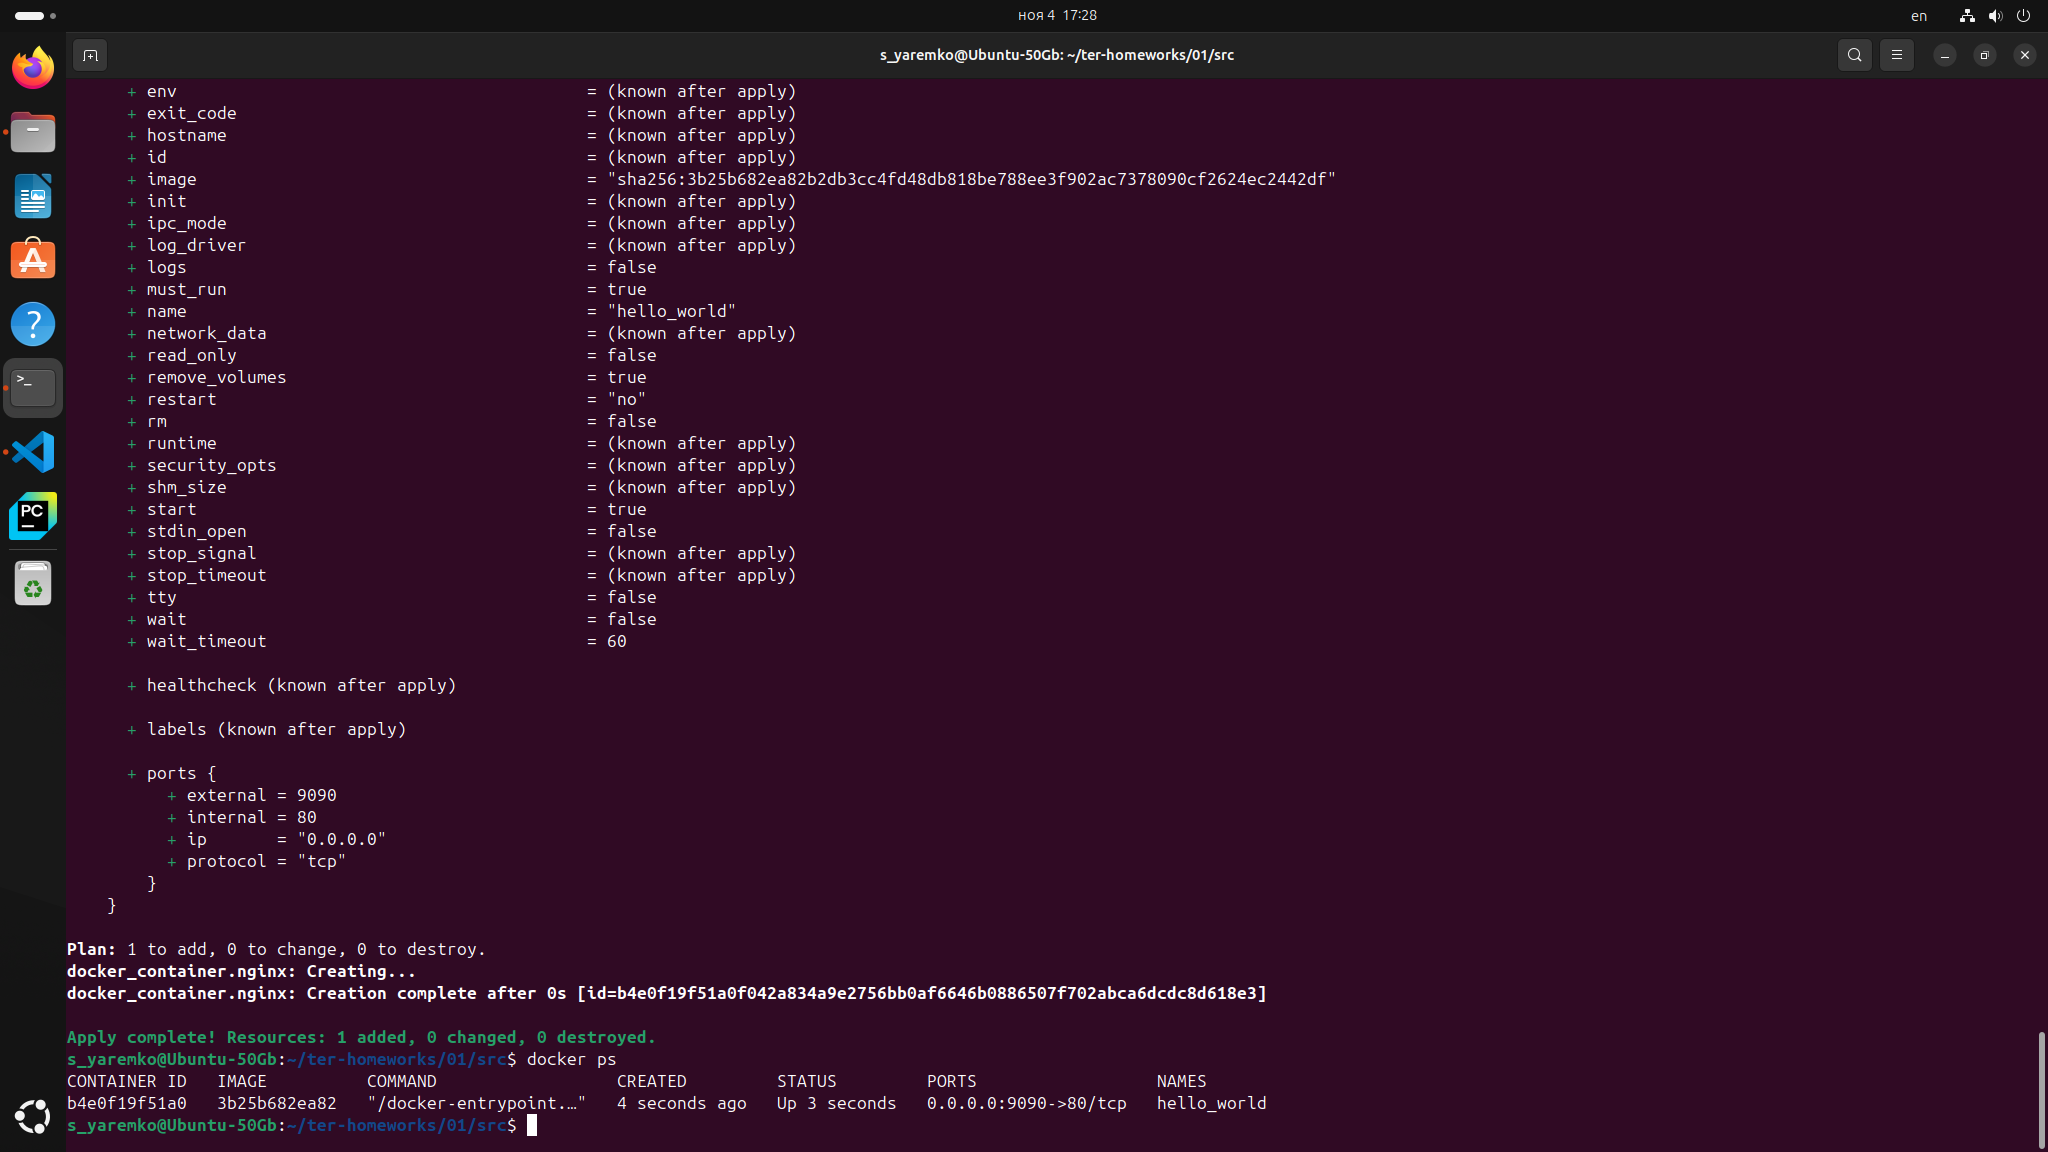 ноя 4 17:28
en
s_yaremko@Ubuntu-50Gb: ~/ter-homeworks/01/src
+ env = (known after apply)
+ exit_code = (known after apply)
+ hostname = (known after apply)
+ id = (known after apply)
+ image = "sha256:3b25b682ea82b2db3cc4fd48db818be788ee3f902ac7378090cf2624ec2442df"
+ init = (known after apply)
+ ipc_mode = (known after apply)
+ log_driver = (known after apply)
+ logs = false
+ must_run = true
+ name = "hello_world"
+ network_data = (known after apply)
+ read_only = false
+ remove_volumes = true
+ restart = "no"
+ rm = false
+ runtime = (known after apply)
+ security_opts = (known after apply)
+ shm_size = (known after apply)
+ start = true
+ stdin_open = false
+ stop_signal = (known after apply)
+ stop_timeout = (known after apply)
+ tty = false
+ wait = false
+ wait_timeout = 60
+ healthcheck (known after apply)
+ labels (known after apply)
+ ports {
+ external = 9090
+ internal = 80
+ ip = "0.0.0.0"
+ protocol = "tcp"
}
}
Plan: 1 to add, 0 to change, 0 to destroy.
docker_container.nginx: Creating...
docker_container.nginx: Creation complete after 0s [id=b4e0f19f51a0f042a834a9e2756bb0af6646b0886507f702abca6dcdc8d618e3]
Apply complete! Resources: 1 added, 0 changed, 0 destroyed.
s_yaremko@Ubuntu-50Gb:~/ter-homeworks/01/src$ docker ps
CONTAINER ID IMAGE COMMAND CREATED STATUS PORTS NAMES
b4e0f19f51a0 3b25b682ea82 "/docker-entrypoint.…" 4 seconds ago Up 3 seconds 0.0.0.0:9090->80/tcp hello_world
s_yaremko@Ubuntu-50Gb:~/ter-homeworks/01/src$